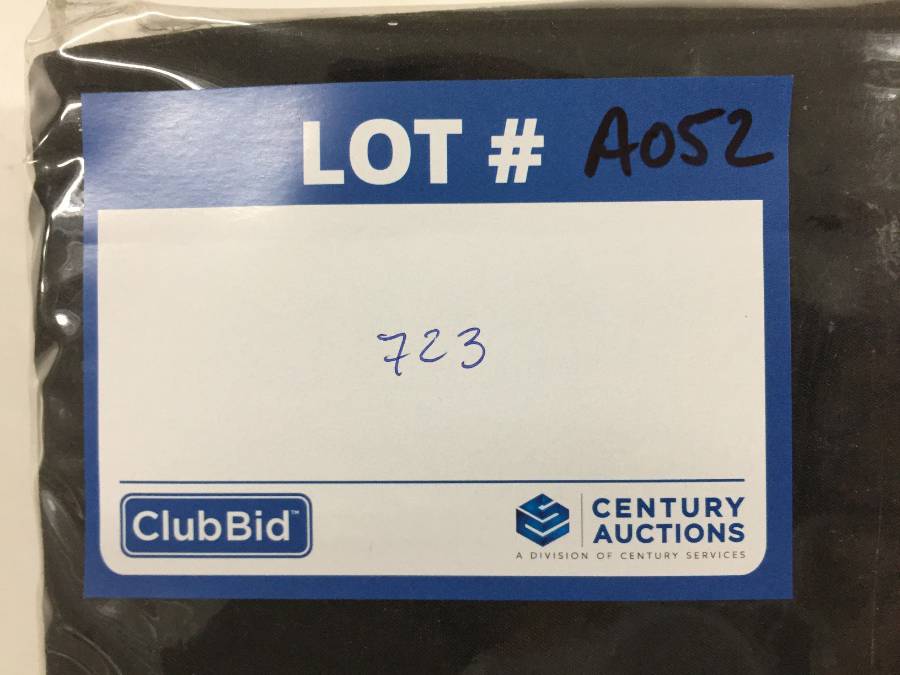 LOT # A052
723
ClubBid™
CENTURY
AUCTIONS
A DIVISION OF CENTURY SERVICES